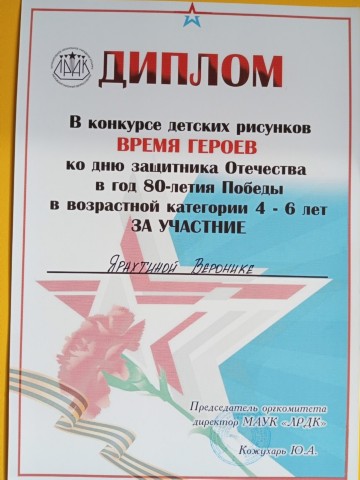 ЛРДК
ДИПЛОМ
В конкурсе детских рисунков
ВРЕМЯ ГЕРОЕВ
ко дню защитника Отечества
в год 80-летия Победы
в возрастной категории 4 - 6 лет
ЗА УЧАСТНИЕ
Ярахтиной Веронике
Председатель оргкомитета
директор МАУК «ЛРДК»
Кожухарь Ю.А.